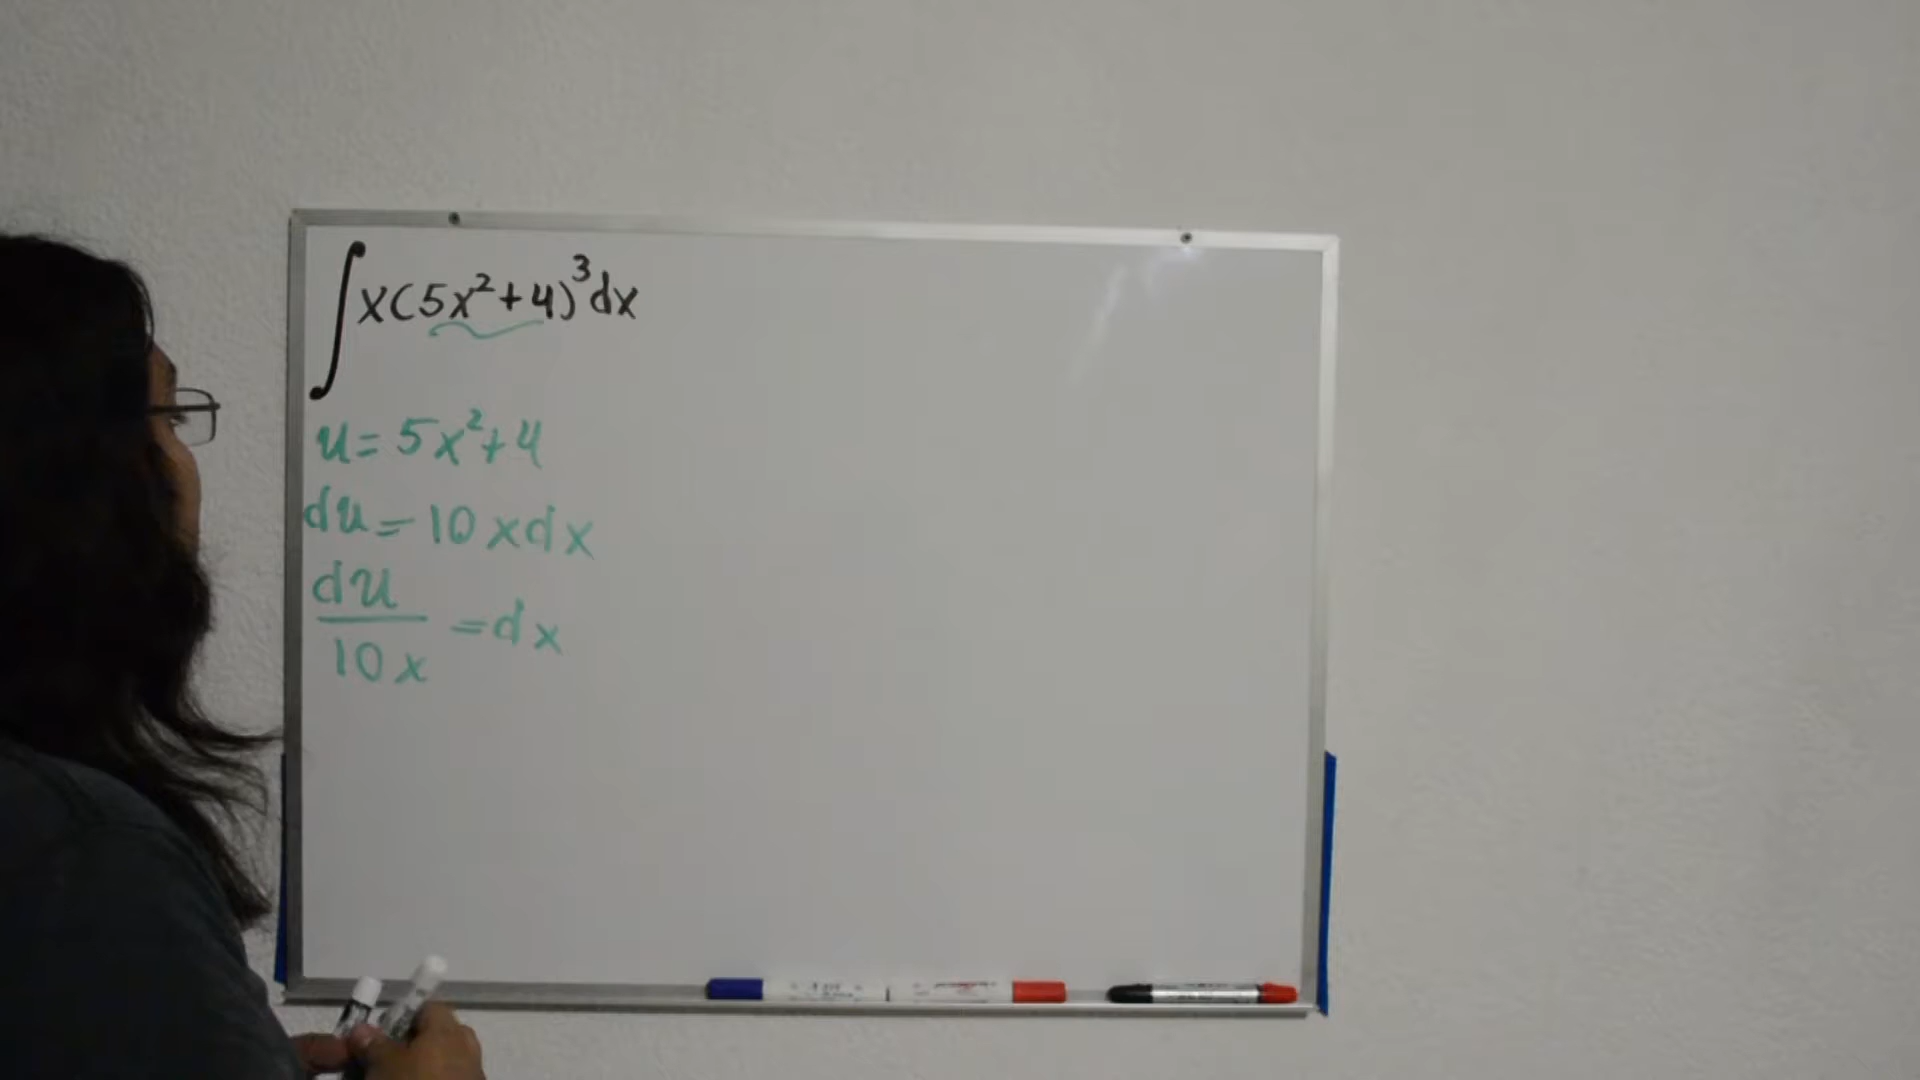 ∫x(5x²+4)³dx
u=5x²+4
du=10xdx
du/10x =dx